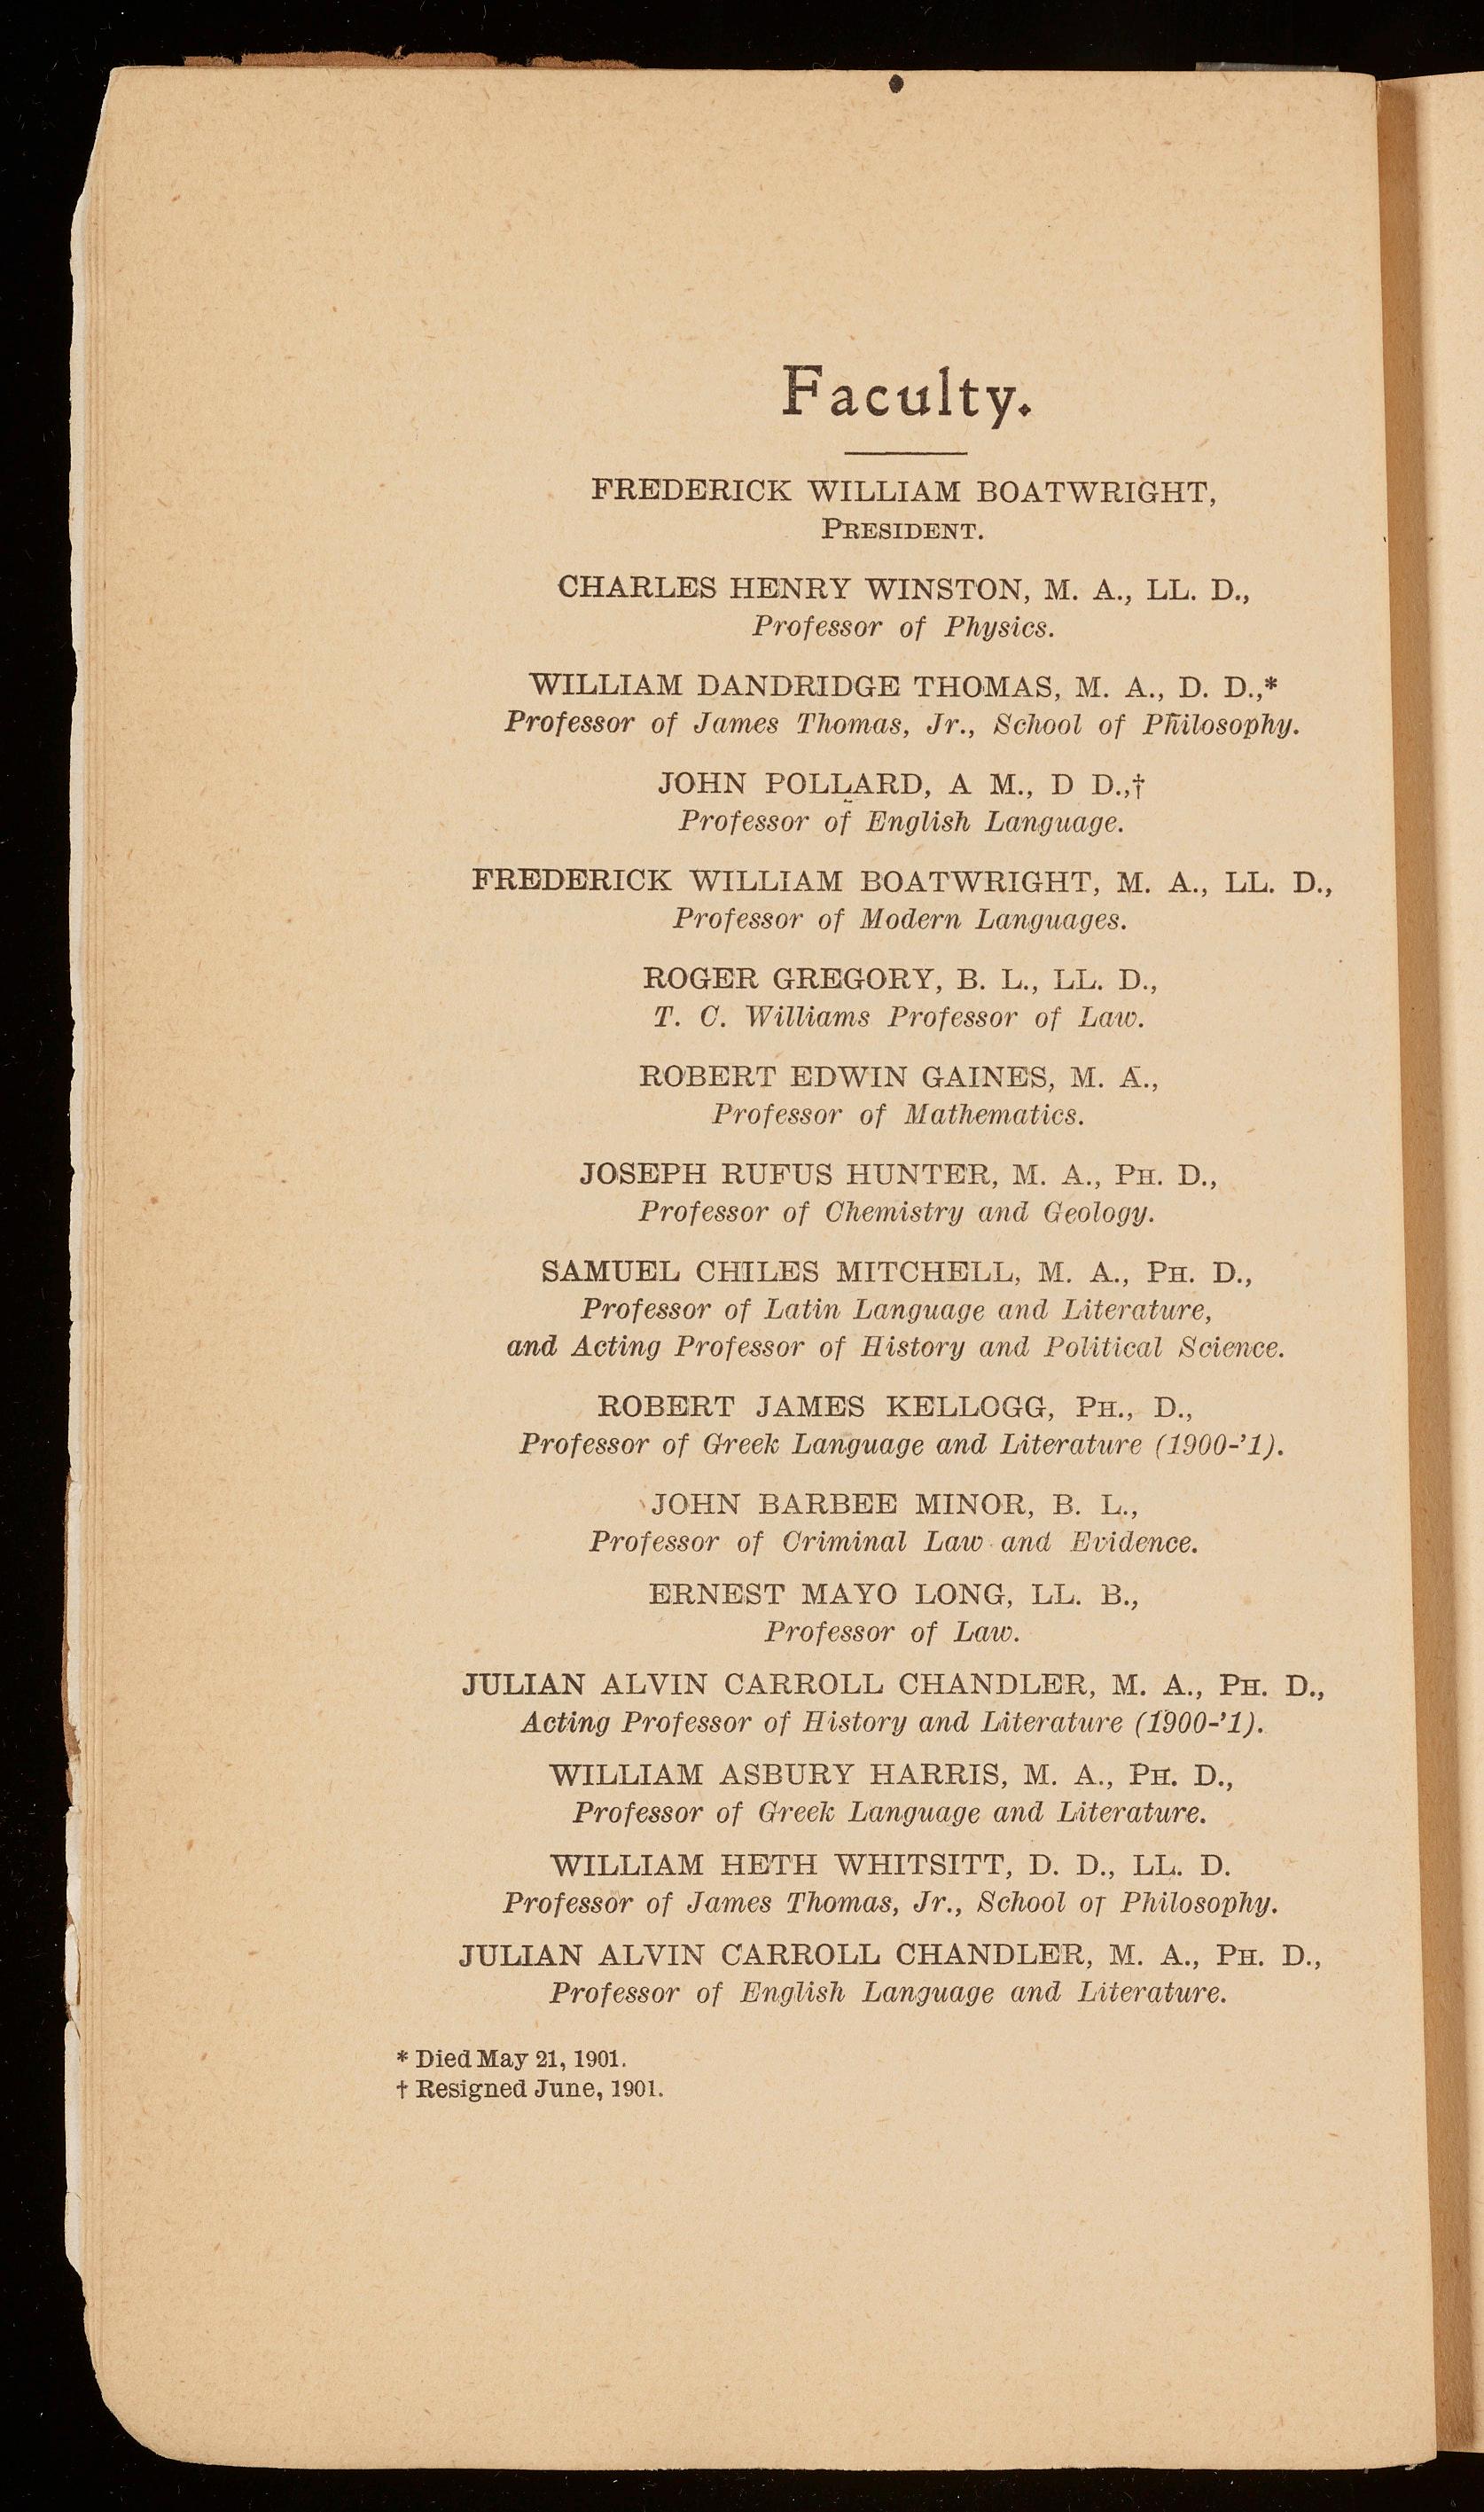 Faculty.
FREDERICK WILLIAM BOATWRIGHT,
PRESIDENT.
CHARLES HENRY WINSTON, M. A., LL. D.,
Professor of Physics.
WILLIAM DANDRIDGE THOMAS, M. A., D. D.,*
Professor of James Thomas, Jr., School of Philosophy.
JOHN POLLARD, A M., D D.,†
Professor of English Language.
FREDERICK WILLIAM BOATWRIGHT, M. A., LL. D.,
Professor of Modern Languages.
ROGER GREGORY, B. L., LL. D.,
T. C. Williams Professor of Law.
ROBERT EDWIN GAINES, M. A.,
Professor of Mathematics.
JOSEPH RUFUS HUNTER, M. A., PH. D.,
Professor of Chemistry and Geology.
SAMUEL CHILES MITCHELL, M. A., PH. D.,
Professor of Latin Language and Literature,
and Acting Professor of History and Political Science.
ROBERT JAMES KELLOGG, PH., D.,
Professor of Greek Language and Literature (1900-’1).
JOHN BARBEE MINOR, B. L.,
Professor of Criminal Law and Evidence.
ERNEST MAYO LONG, LL. B.,
Professor of Law.
JULIAN ALVIN CARROLL CHANDLER, M. A., PH. D.,
Acting Professor of History and Literature (1900-’1).
WILLIAM ASBURY HARRIS, M. A., PH. D.,
Professor of Greek Language and Literature.
WILLIAM HETH WHITSITT, D. D., LL. D.
Professor of James Thomas, Jr., School of Philosophy.
JULIAN ALVIN CARROLL CHANDLER, M. A., PH. D.,
Professor of English Language and Literature.
* Died May 21, 1901.
† Resigned June, 1901.